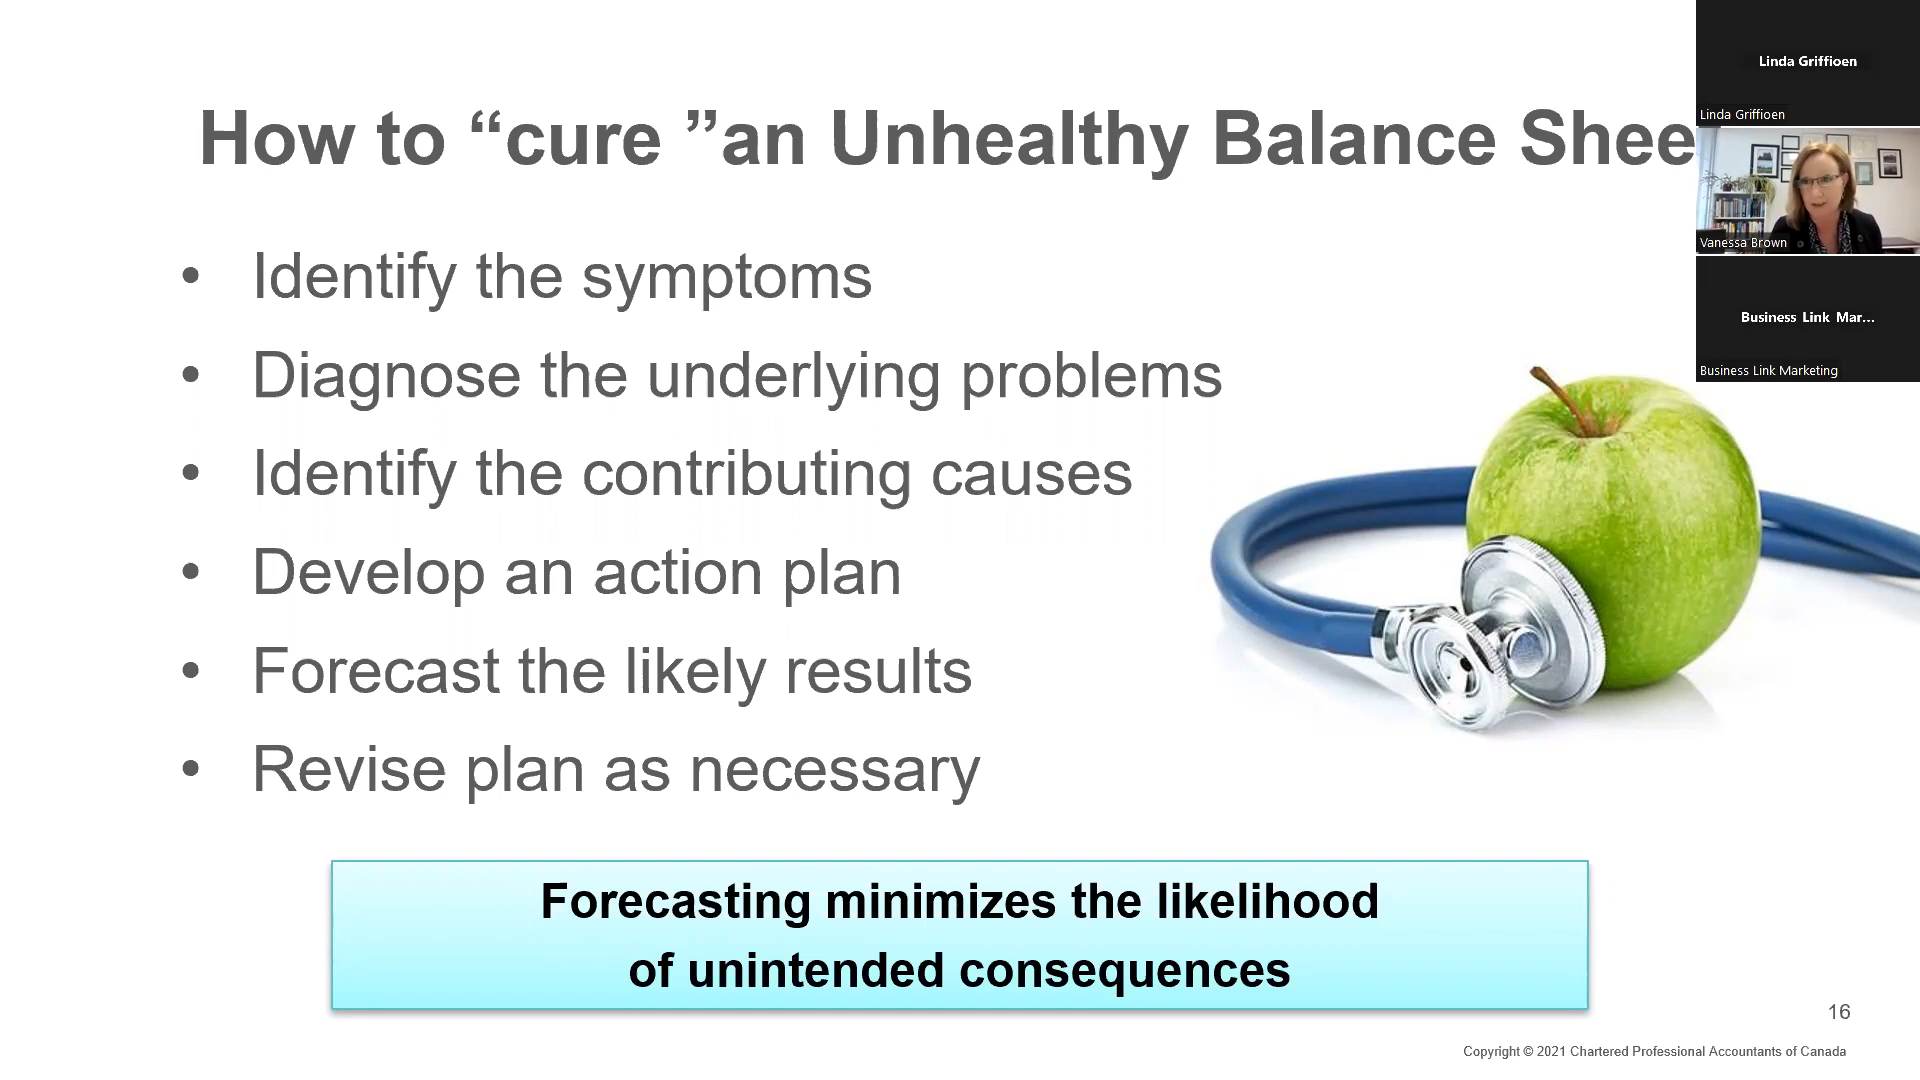 How to “cure ”an Unhealthy Balance Shee
• Identify the symptoms
• Diagnose the underlying problems
• Identify the contributing causes
• Develop an action plan
• Forecast the likely results
• Revise plan as necessary
Forecasting minimizes the likelihood
of unintended consequences
16
Copyright © 2021 Chartered Professional Accountants of Canada
Linda Griffioen
Linda Griffioen
Vanessa Brown
Business Link Mar...
Business Link Marketing